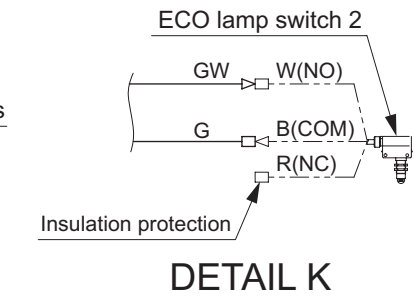 ECO lamp switch 2
GW W(NO)
s
G B(COM)
R(NC)
Insulation protection
DETAIL K